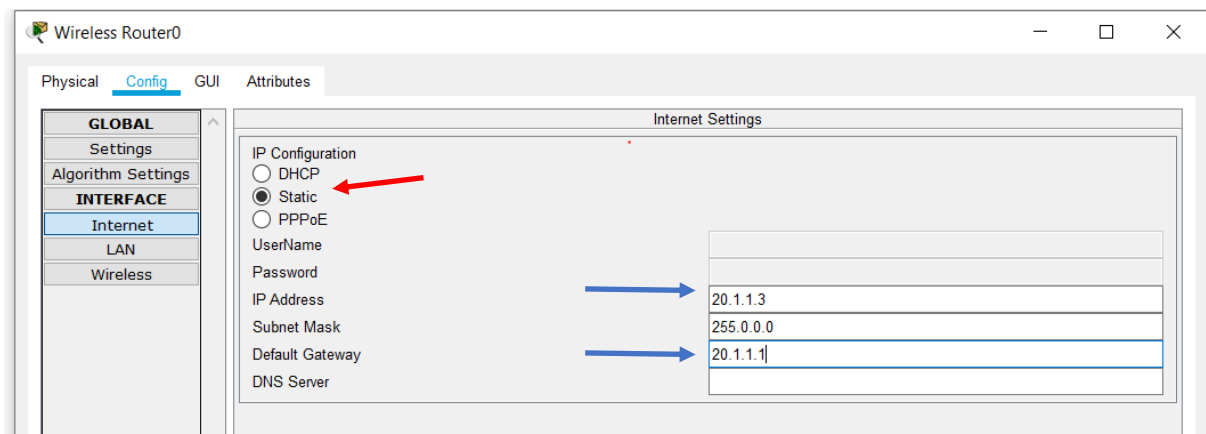 Wireless Router0
Physical Config GUI Attributes
GLOBAL
Settings
Algorithm Settings
INTERFACE
Internet
LAN
Wireless
Internet Settings
IP Configuration
DHCP
Static
PPPoE
UserName
Password
IP Address 20.1.1.3
Subnet Mask 255.0.0.0
Default Gateway 20.1.1.1
DNS Server